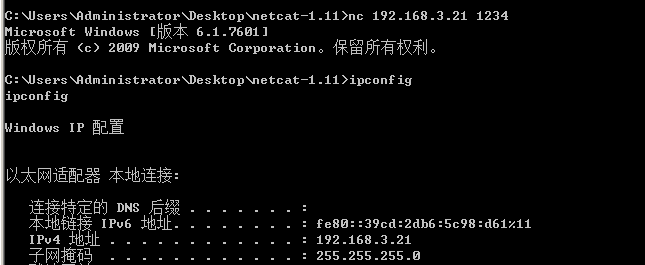 C:\Users\Administrator\Desktop\netcat-1.11>nc 192.168.3.21 1234
Microsoft Windows [版本 6.1.7601]
版权所有 (c) 2009 Microsoft Corporation。保留所有权利。
C:\Users\Administrator\Desktop\netcat-1.11>ipconfig
ipconfig
Windows IP 配置
以太网适配器 本地连接:
连接特定的 DNS 后缀 . . . . . . . :
本地链接 IPv6 地址. . . . . . . . : fe80::39cd:2db6:5c98:d61%11
IPv4 地址 . . . . . . . . . . . . : 192.168.3.21
子网掩码 . . . . . . . . . . . . : 255.255.255.0